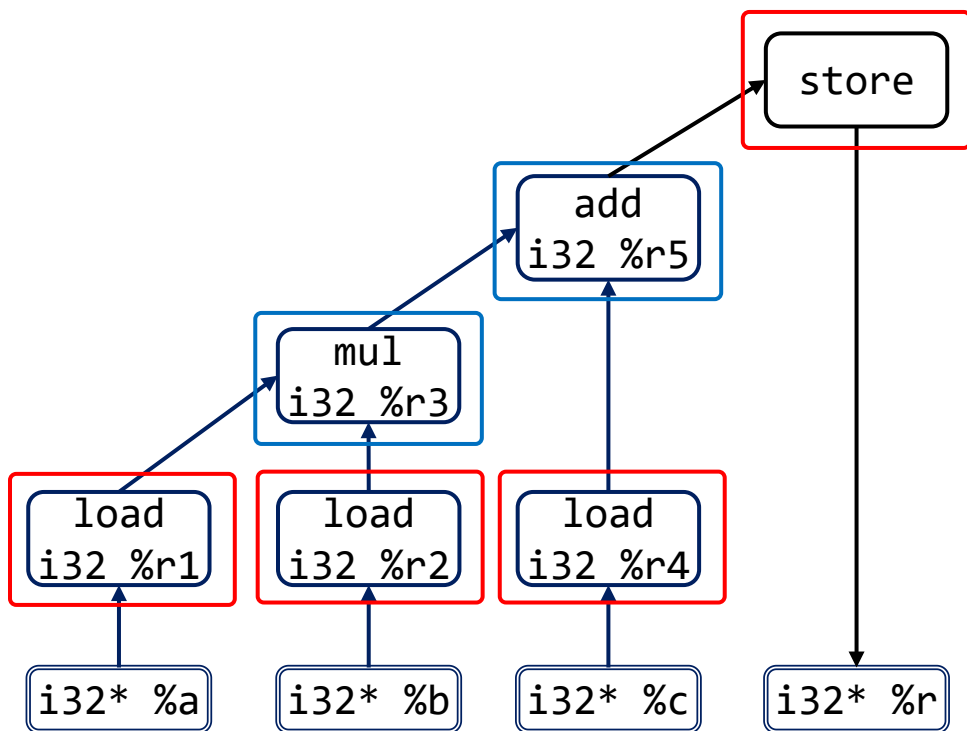 store
add
i32 %r5
mul
i32 %r3
load
i32 %r1
load
i32 %r2
load
i32 %r4
i32* %a
i32* %b
i32* %c
i32* %r